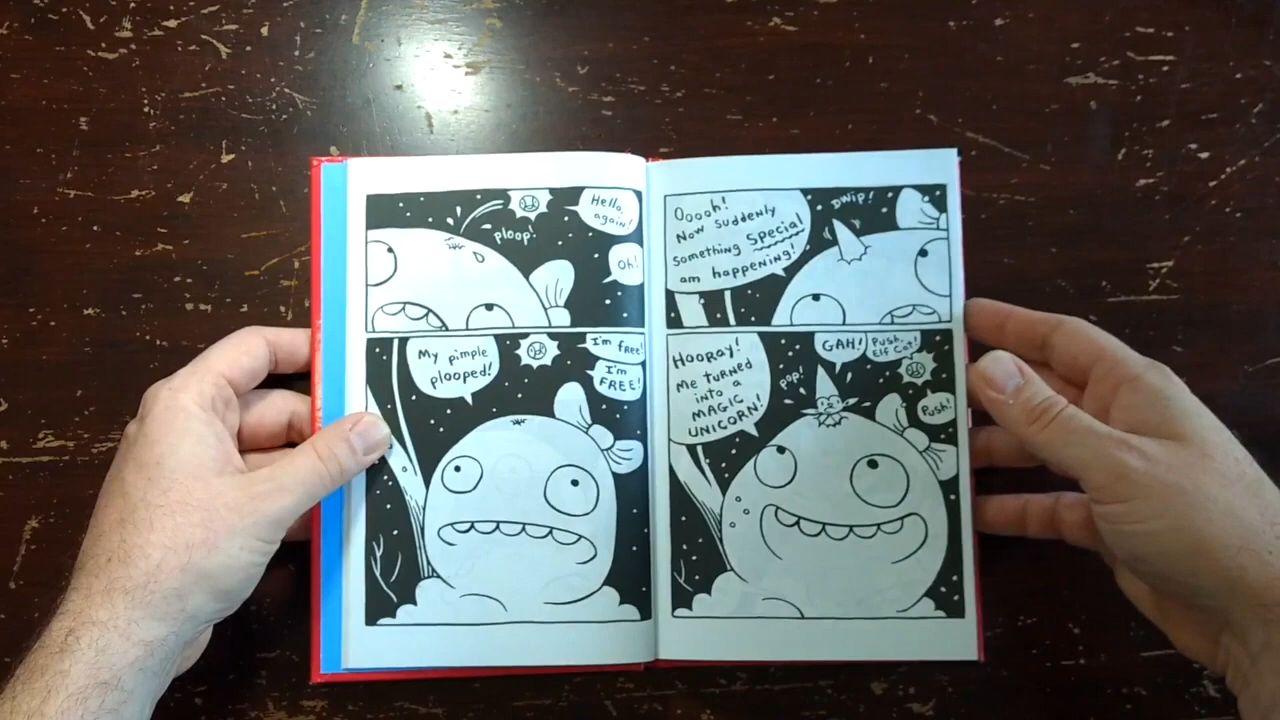 ploop!
Hello,
again!
Oh!
My pimple
plooped!
I'm free!
I'm
FREE!
Ooooh!
Now suddenly
something special
am happening!
DWIP!
HOORAY!
Me TURNED
iNTO a
MAGIC
UNICORN!
POP!
GAH!
Push,
Elf Cat!
Push!